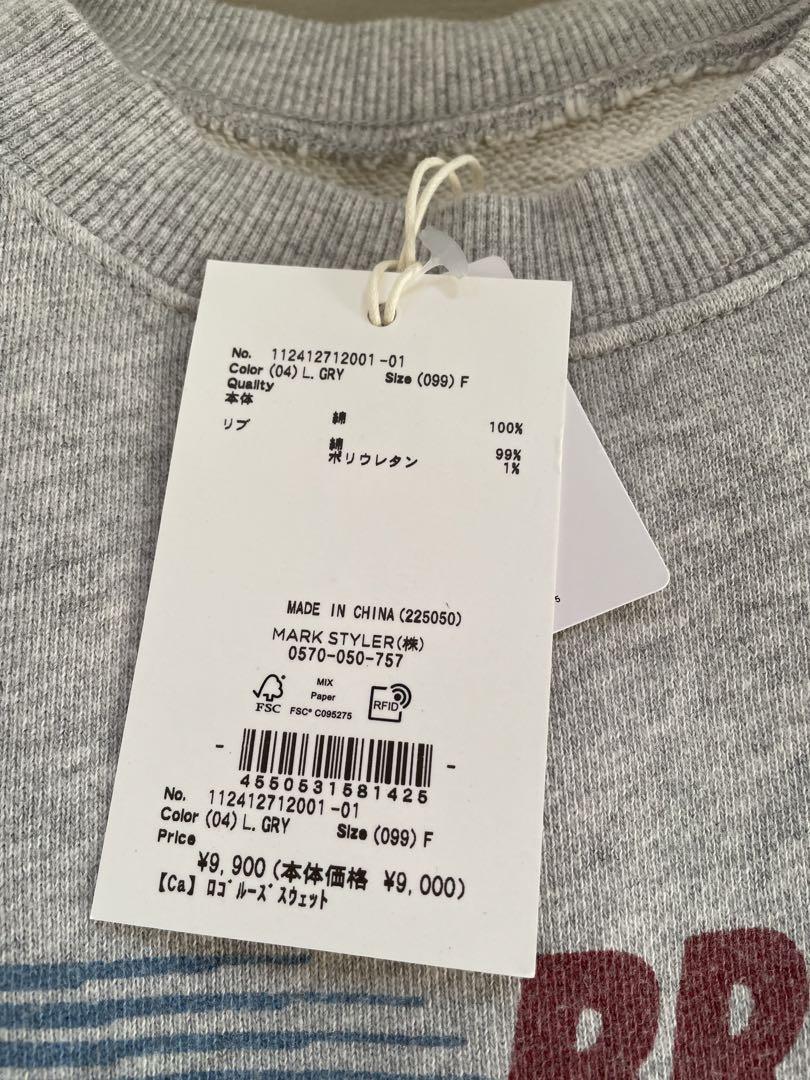 No. 112412712001-01
Color (04) L. GRY Size (099) F
Quality
本体
綿 100%
リブ
綿 99%
ポリウレタン 1%
MADE IN CHINA (225050)
MARK STYLER(株)
0570-050-757
FSC
MIX
Paper
FSC® C095275
RFID
4550531581425
No. 112412712001-01
Color (04) L. GRY Size (099) F
Price
¥9,900 (本体価格 ¥9,000)
【Ca】ﾛｺﾞﾙｰｽﾞｽｳｪｯﾄ